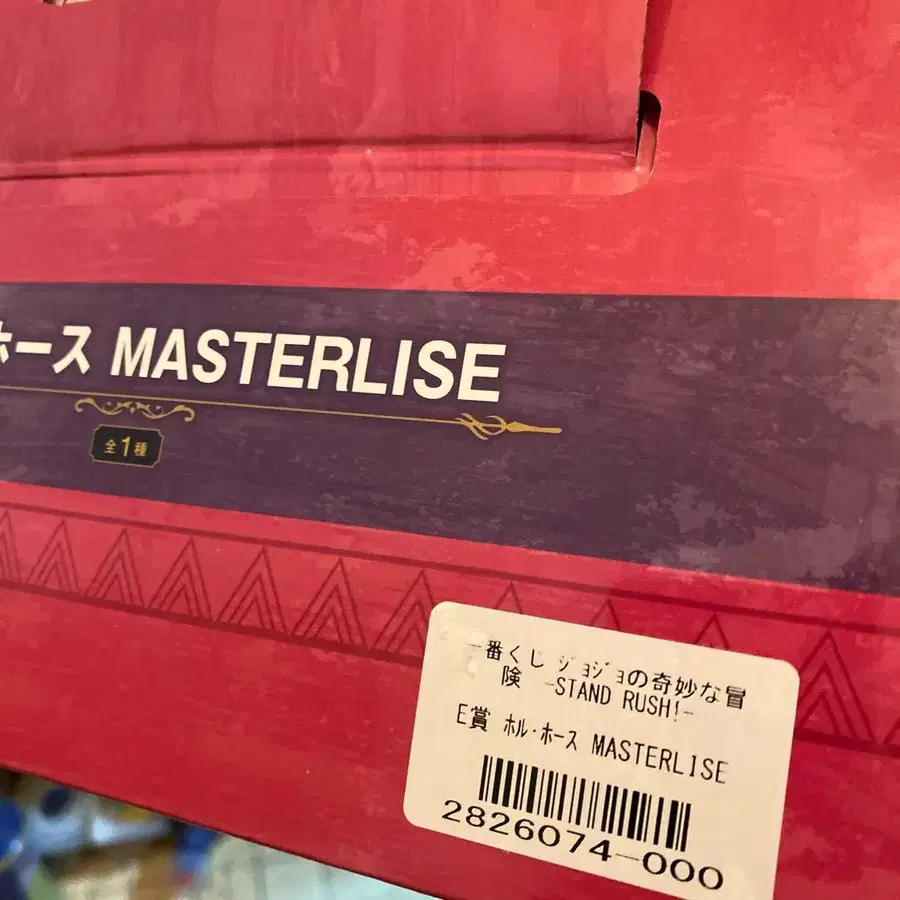 ホース MASTERLISE
全1種
一番くじ ジョジョの奇妙な冒
険 -STAND RUSH!-
E賞 ホル・ホース MASTERLISE
2826074-000